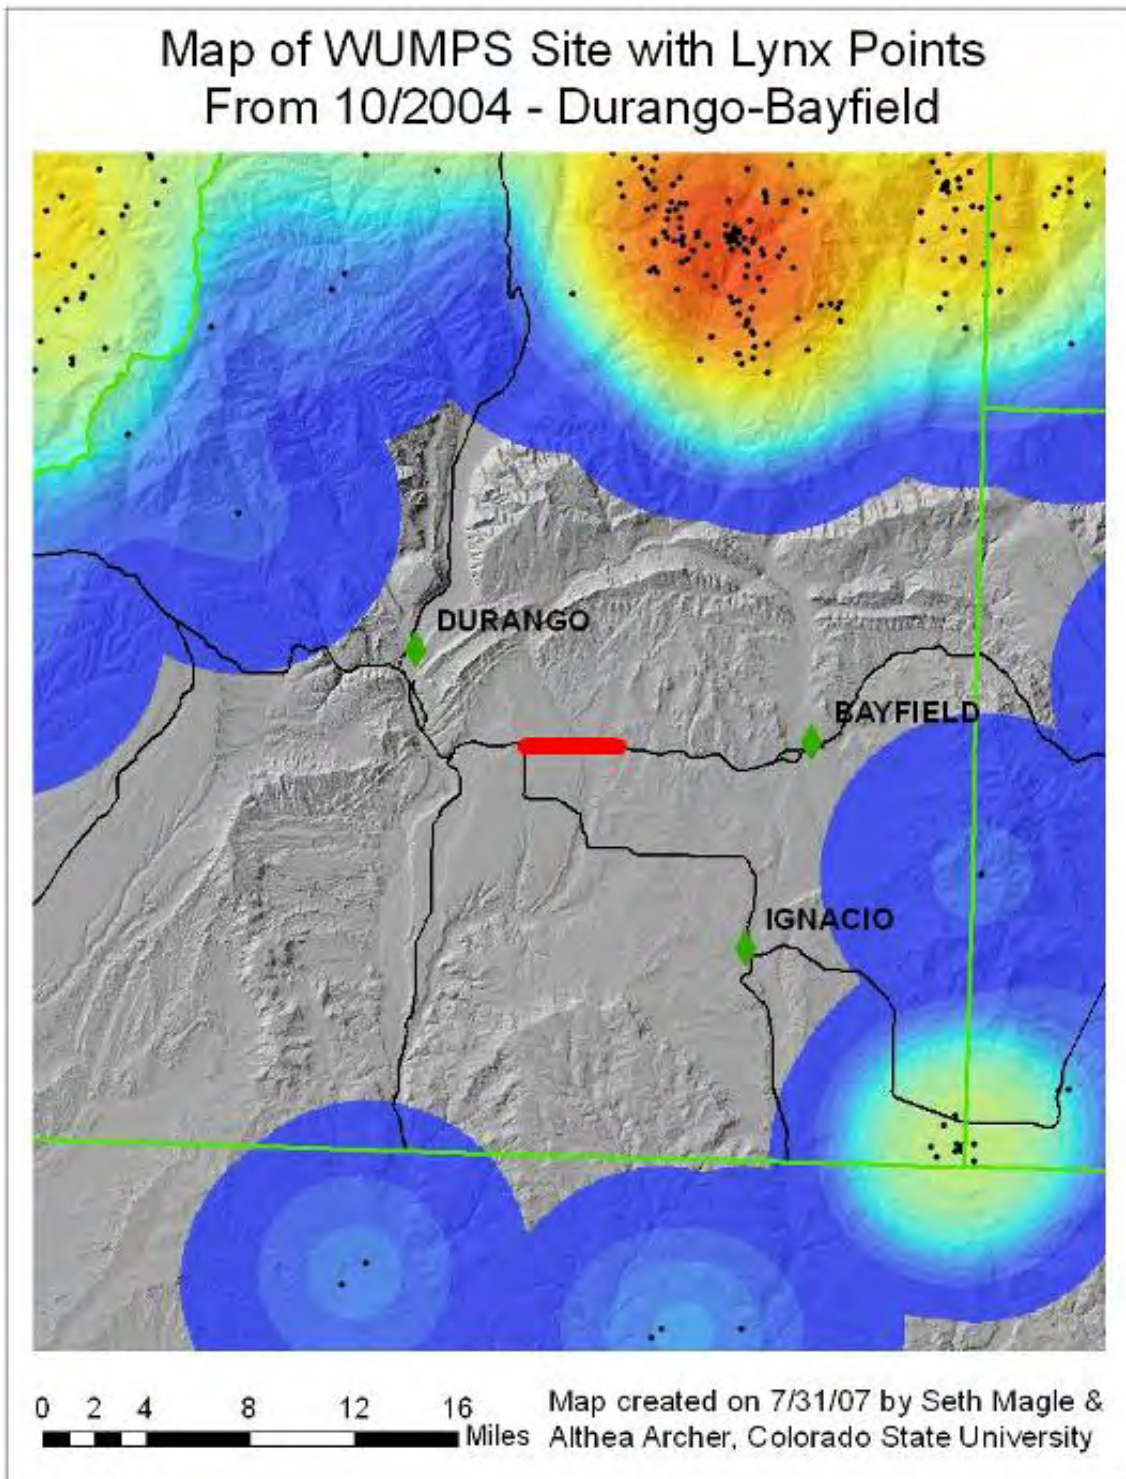 Map of WUMPS Site with Lynx Points
From 10/2004 - Durango-Bayfield
DURANGO
BAYFIELD
IGNACIO
0 2 4 8 12 16
Miles
Map created on 7/31/07 by Seth Magle &
Althea Archer, Colorado State University